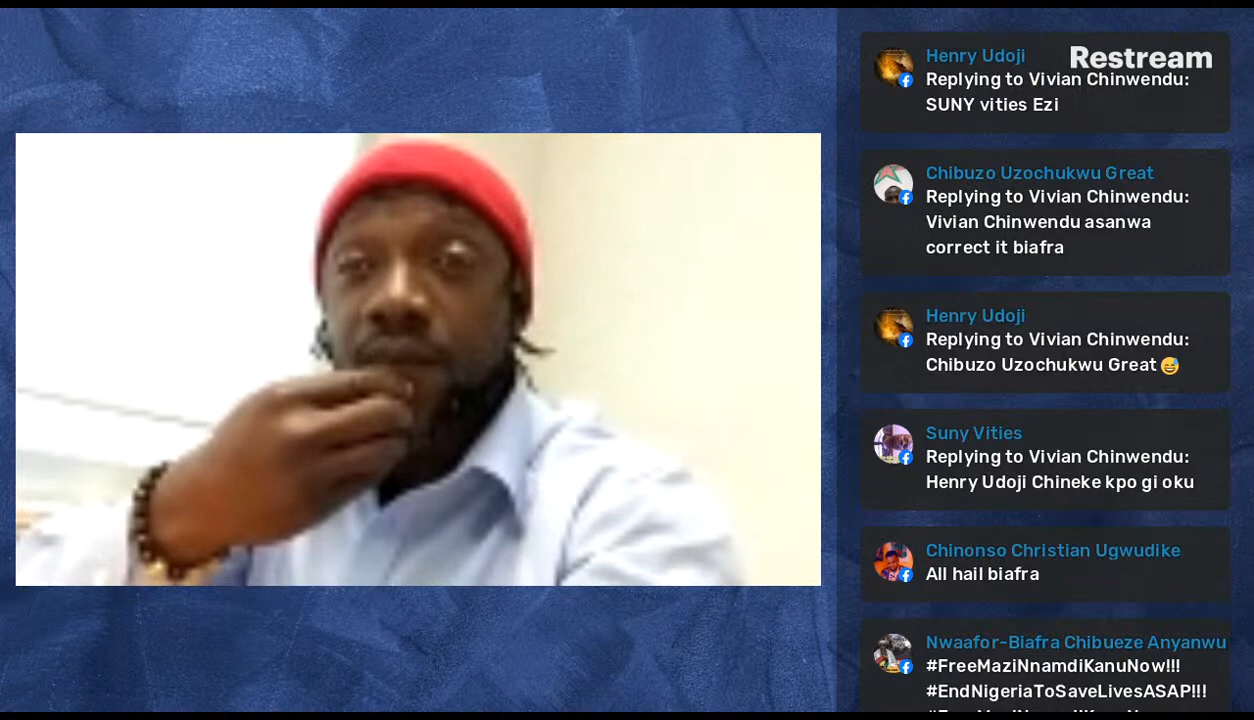 Restream
Henry Udoji
Replying to Vivian Chinwendu:
SUNY vities Ezi
Chibuzo Uzochukwu Great
Replying to Vivian Chinwendu:
Vivian Chinwendu asanwa
correct it biafra
Henry Udoji
Replying to Vivian Chinwendu:
Chibuzo Uzochukwu Great😅
Suny Vities
Replying to Vivian Chinwendu:
Henry Udoji Chineke kpo gi oku
Chinonso Christian Ugwudike
All hail biafra
Nwaafor-Biafra Chibueze Anyanwu
#FreeMaziNnamdiKanuNow!!!
#EndNigeriaToSaveLivesASAP!!!